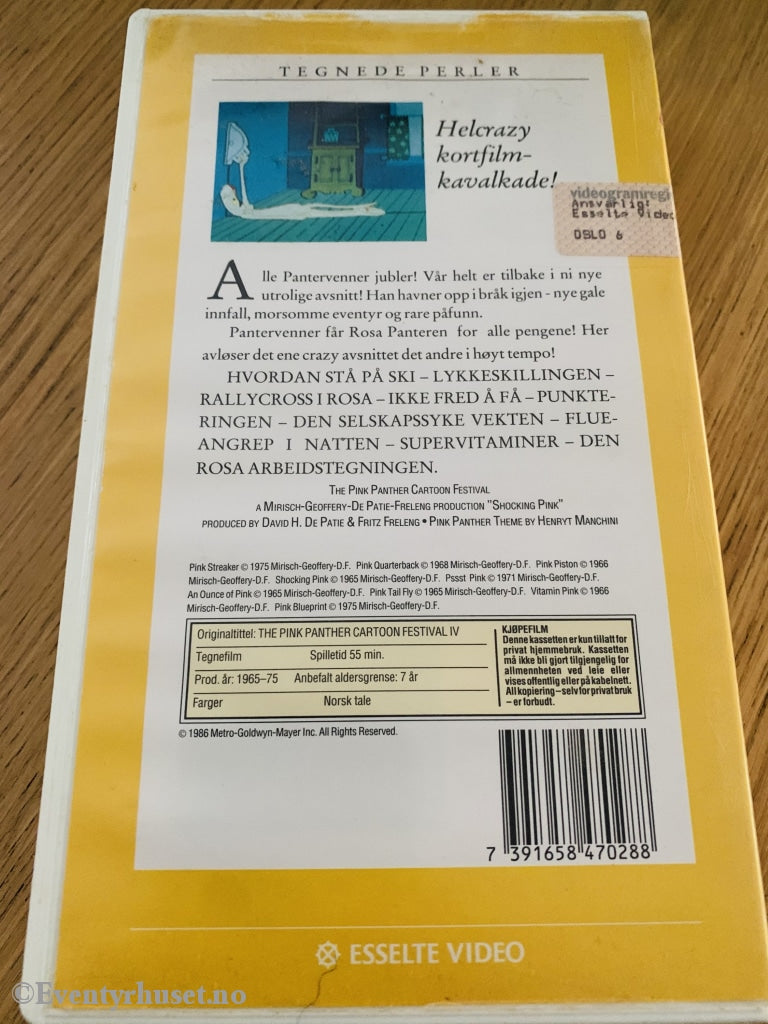 TEGNEDE PERLER
Helcrazy
kortfilm-
kavalkade!
videogramregi
Ansvarlig:
Esselte Video
OSLO 6
Alle Pantervenner jubler! Vår helt er tilbake i ni nye
utrolige avsnitt! Han havner opp i bråk igjen - nye gale
innfall, morsomme eventyr og rare påfunn.
Pantervenner får Rosa Panteren for alle pengene! Her
avløser det ene crazy avsnittet det andre i høyt tempo!
HVORDAN STÅ PÅ SKI – LYKKESKILLINGEN –
RALLYCROSS I ROSA – IKKE FRED Å FÅ – PUNKTE-
RINGEN – DEN SELSKAPSSYKE VEKTEN – FLUE-
ANGREP I NATTEN – SUPERVITAMINER – DEN
ROSA ARBEIDSTEGNINGEN.
THE PINK PANTHER CARTOON FESTIVAL
A MIRISCH-GEOFFERY-DE PATIE-FRELENG PRODUCTION "SHOCKING PINK"
PRODUCED BY DAVID H. DE PATIE & FRITZ FRELENG • PINK PANTHER THEME BY HENRYT MANCHINI
Pink Streaker © 1975 Mirisch-Geoffery-D.F. Pink Quarterback © 1968 Mirisch-Geoffery-D.F. Pink Piston © 1966
Mirisch-Geoffery-D.F. Shocking Pink © 1965 Mirisch-Geoffery-D.F. Pssst Pink © 1971 Mirisch-Geoffery-D.F.
An Ounce of Pink © 1965 Mirisch-Geoffery-D.F. Pink Tail Fly © 1965 Mirisch-Geoffery-D.F. Vitamin Pink © 1966
Mirisch-Geoffery-D.F. Pink Blueprint © 1975 Mirisch-Geoffery-D.F.
Originaltittel: THE PINK PANTHER CARTOON FESTIVAL IV
Tegnefilm Spilletid 55 min.
Prod. år: 1965–75 Anbefalt aldersgrense: 7 år
Farger Norsk tale
KJØPEFILM
Denne kassetten er kun tillatt for
privat hjemmebruk. Kassetten
må ikke bli gjort tilgjengelig for
allmennheten ved leie eller
vises offentlig eller på kabelnett.
All kopiering – selv for privat bruk
– er forbudt.
© 1986 Metro-Goldwyn-Mayer Inc. All Rights Reserved.
7 391658 470288
ESSELTE VIDEO
©Eventyrhuset.no